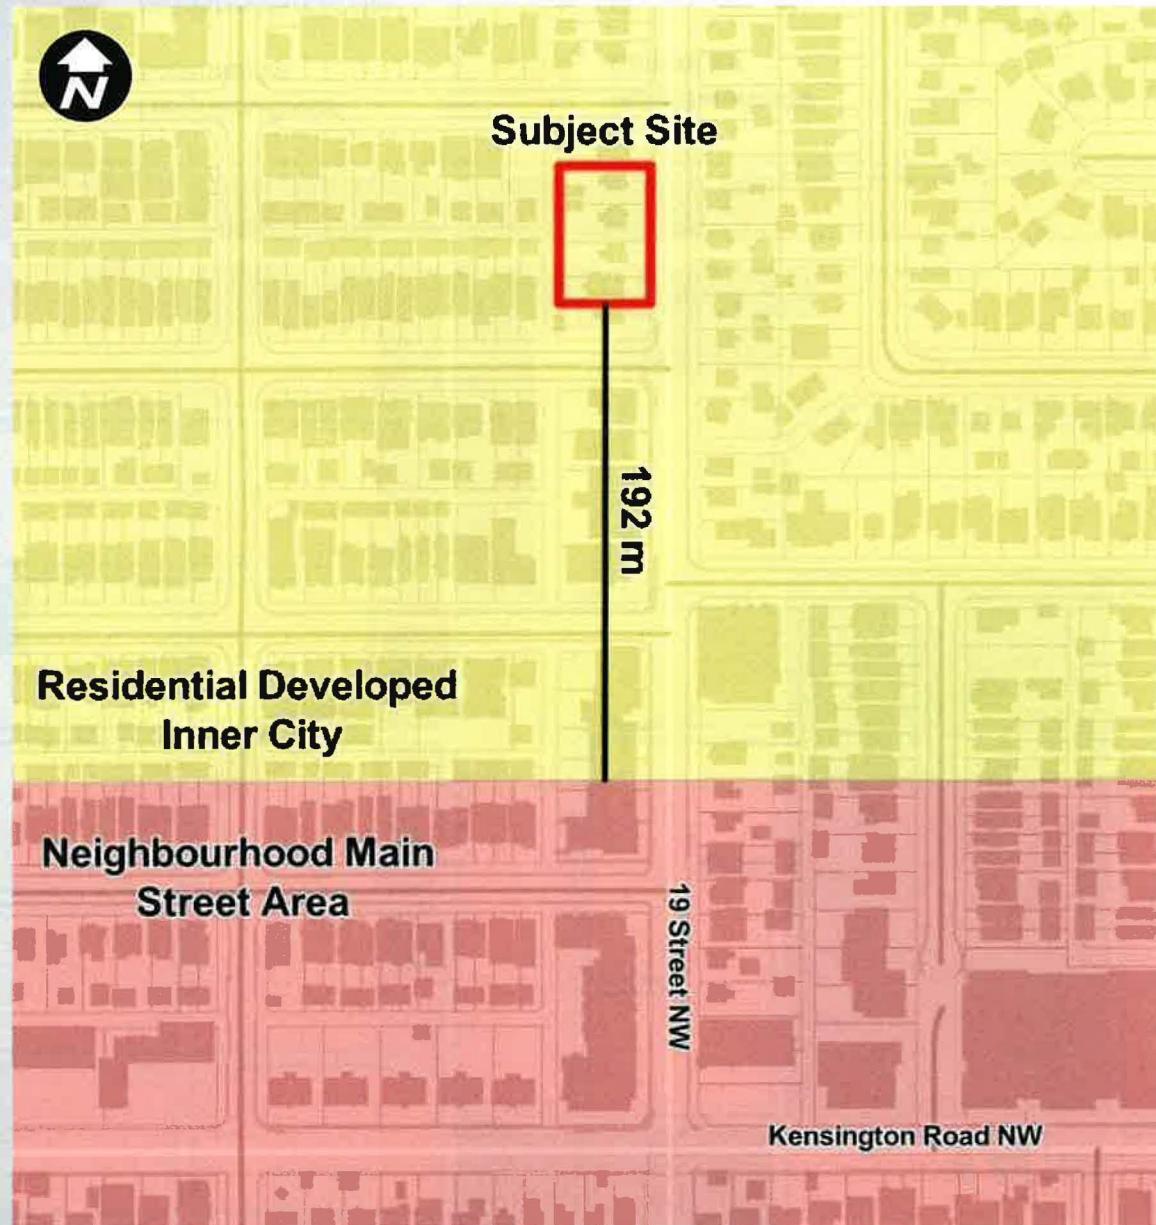 N
Subject Site
192 m
Residential Developed
Inner City
Neighbourhood Main
Street Area
19 Street NW
Kensington Road NW